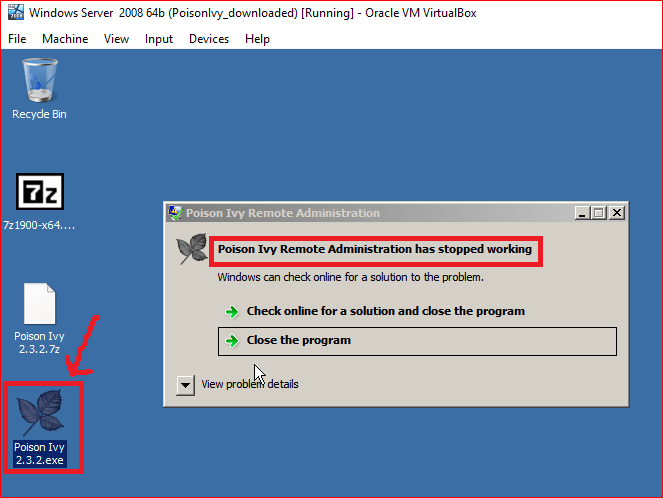 Windows Server 2008 64b (PoisonIvy_downloaded) [Running] - Oracle VM VirtualBox
File Machine View Input Devices Help
Recycle Bin
7z
7z1900-x64....
Poison Ivy
2.3.2.7z
Poison Ivy
2.3.2.exe
Poison Ivy Remote Administration
Poison Ivy Remote Administration has stopped working
Windows can check online for a solution to the problem.
Check online for a solution and close the program
Close the program
View problem details